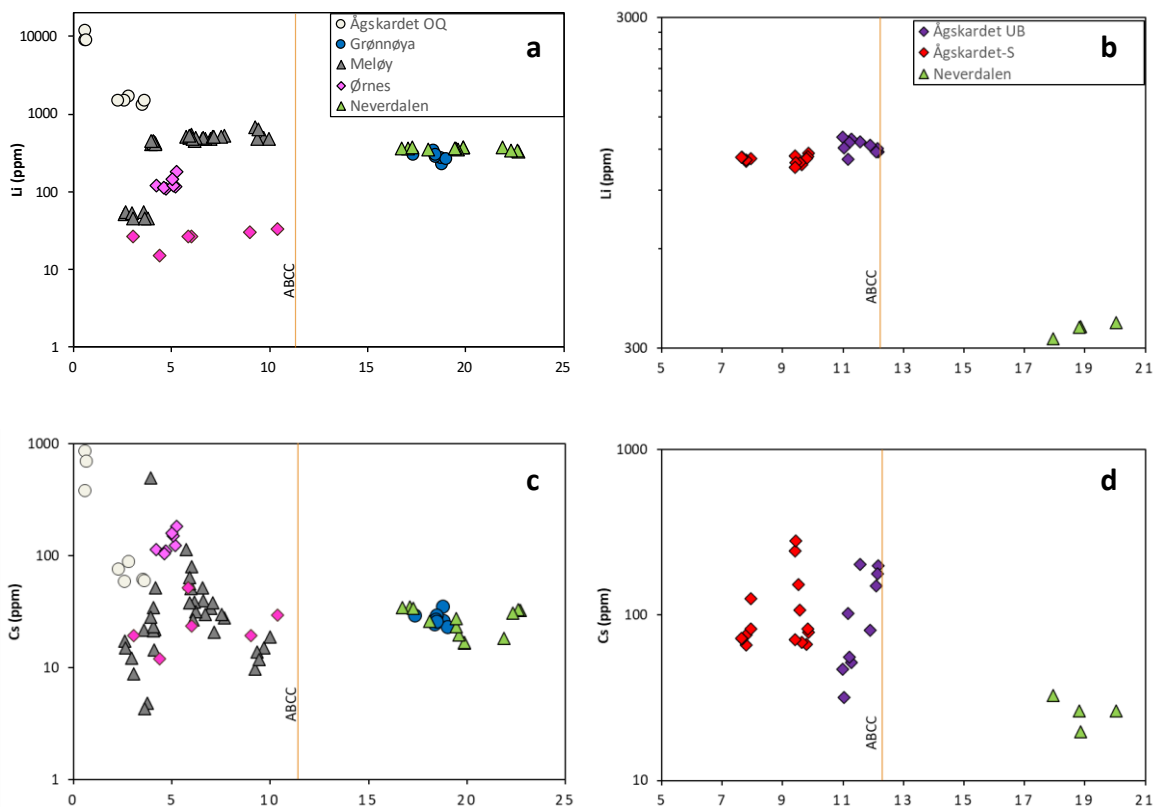 a
Ågskardet OQ
Grønnøya
Meløy
Ørnes
Neverdalen
10000
1000
100
10
1
Li (ppm)
ABCC
0 5 10 15 20 25
b
Ågskardet UB
Ågskardet-S
Neverdalen
3000
300
Li (ppm)
ABCC
5 7 9 11 13 15 17 19 21
c
1000
100
10
1
Cs (ppm)
ABCC
0 5 10 15 20 25
d
1000
100
10
Cs (ppm)
ABCC
5 7 9 11 13 15 17 19 21